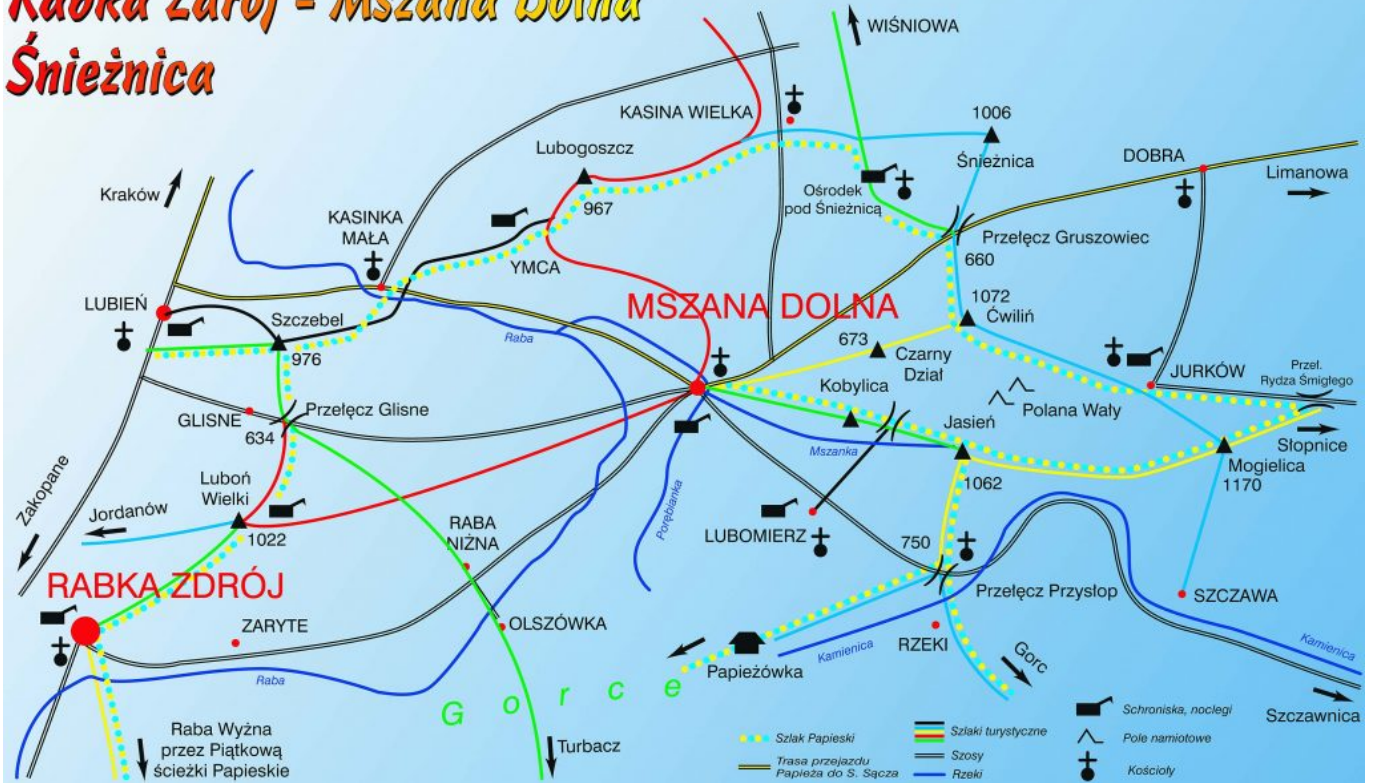 Rabka Zdrój - Mszana Dolna
Śnieżnica
WIŚNIOWA
KASINA WIELKA
1006
Śnieżnica
DOBRA
Limanowa
Lubogoszcz
967
Ośrodek
pod Śnieżnicą
Kraków
KASINKA
MAŁA
YMCA
Przełęcz Gruszowiec
660
LUBIEŃ
Szczebel
976
MSZANA DOLNA
1072
Ćwilin
Raba
673
Czarny
Dział
JURKÓW
Przeł.
Rydza Śmigłego
GLISNE
Przełęcz Glisne
634
Kobylica
Polana Wały
Jasień
Słopnice
Mszanka
Mogielica
1170
1062
Zakopane
Luboń
Wielki
Jordanów
1022
RABA
NIŻNA
Porębianka
LUBOMIERZ
750
RABKA ZDRÓJ
Przełęcz Przysłop
SZCZAWA
ZARYTE
OLSZÓWKA
RZEKI
Kamienica
Kamienica
Papieżówka
Gorc
Raba
Gorce
Szczawnica
Raba Wyżna
przez Piątkową
ścieżki Papieskie
Turbacz
Szlak Papieski
Trasa przejazdu
Papieża do S. Sącza
Szlaki turystyczne
Szosy
Rzeki
Schroniska, noclegi
Pole namiotowe
Kościoły